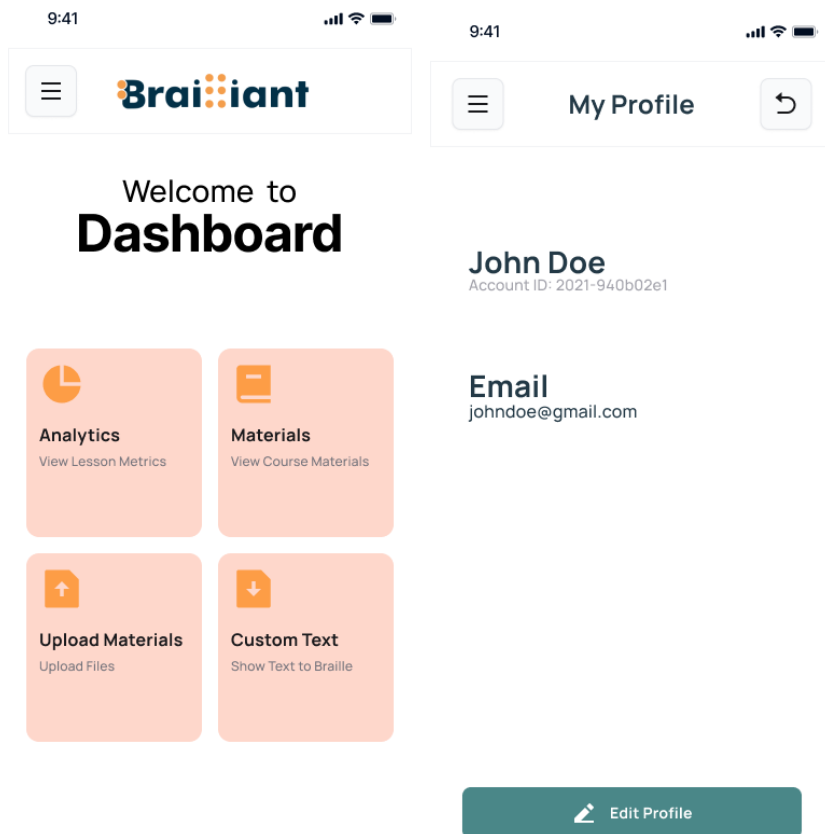 9:41
Brailliant
Welcome to
Dashboard
Analytics
View Lesson Metrics
Materials
View Course Materials
Upload Materials
Upload Files
Custom Text
Show Text to Braille
9:41
My Profile
John Doe
Account ID: 2021-940b02e1
Email
johndoe@gmail.com
Edit Profile